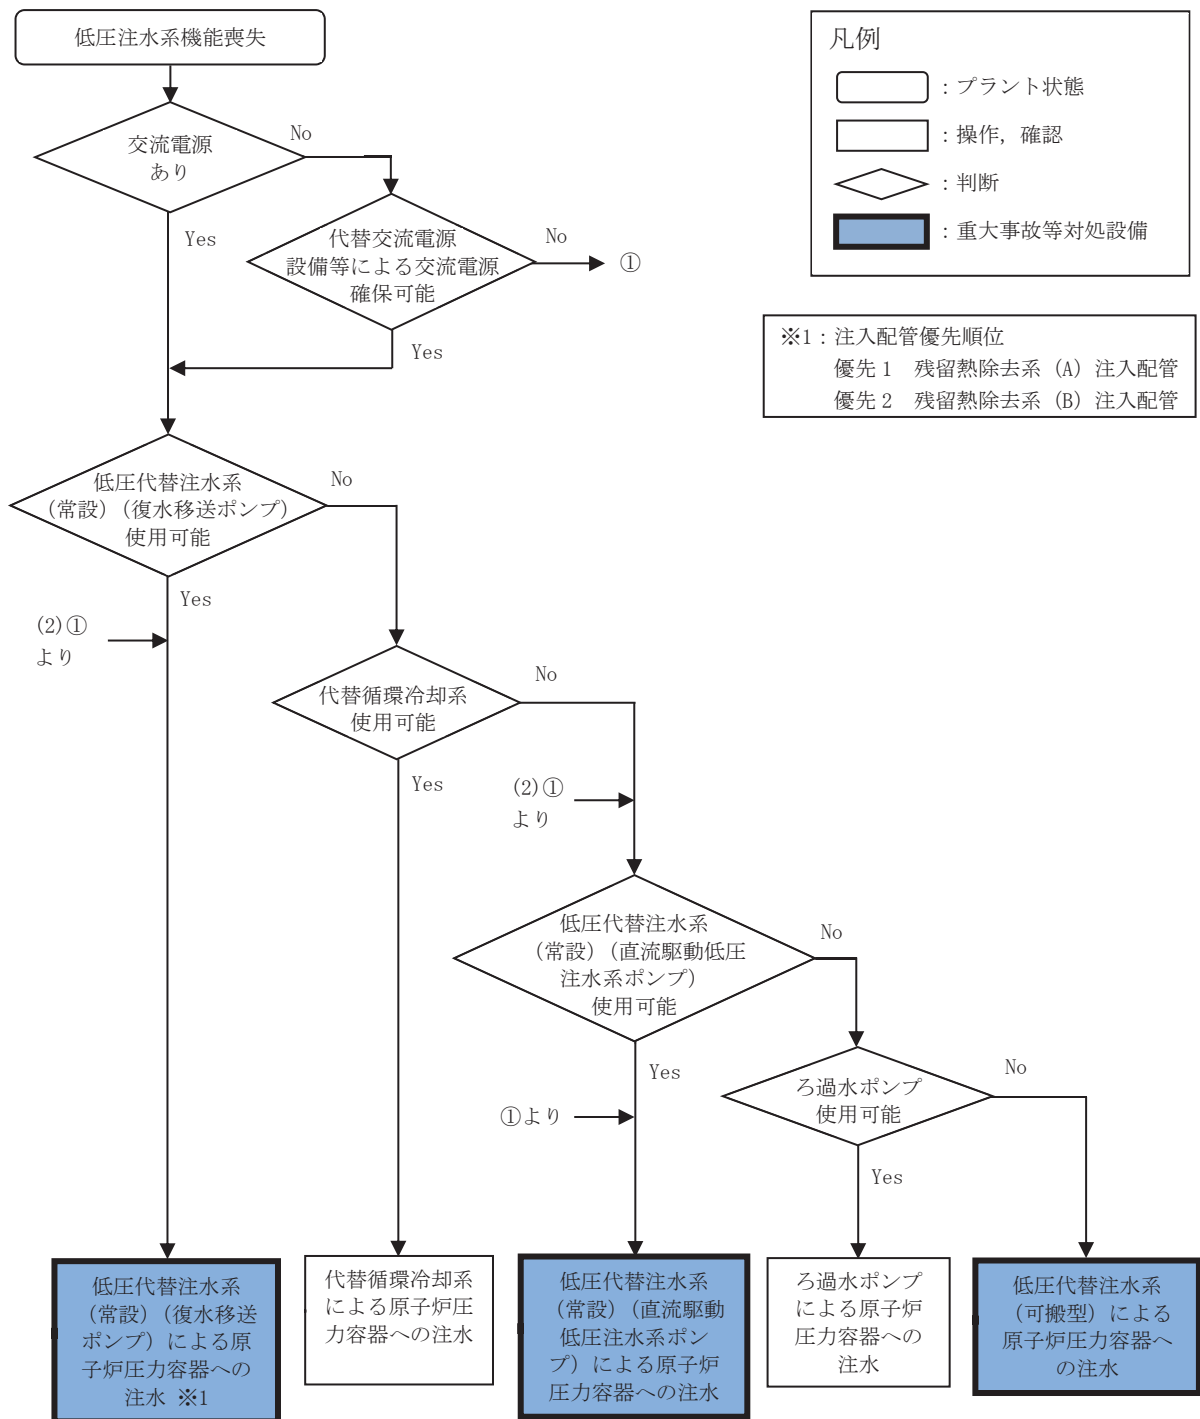 低圧注水系機能喪失
交流電源
あり
No
Yes
代替交流電源
設備等による交流電源
確保可能
No
①
Yes
凡例
：プラント状態
：操作，確認
：判断
：重大事故等対処設備
※1：注入配管優先順位
優先1　残留熱除去系（A）注入配管
優先2　残留熱除去系（B）注入配管
低圧代替注水系
（常設）（復水移送ポンプ）
使用可能
No
Yes
(2)①
より
代替循環冷却系
使用可能
No
Yes
(2)①
より
低圧代替注水系
（常設）（直流駆動低圧
注水系ポンプ）
使用可能
No
Yes
①より
ろ過水ポンプ
使用可能
No
Yes
低圧代替注水系
（常設）（復水移送
ポンプ）による原
子炉圧力容器への
注水 ※1
代替循環冷却系
による原子炉圧
力容器への注水
低圧代替注水系
（常設）（直流駆動
低圧注水系ポン
プ）による原子炉
圧力容器への注水
ろ過水ポンプ
による原子炉
圧力容器への
注水
低圧代替注水系
（可搬型）による
原子炉圧力容器へ
の注水